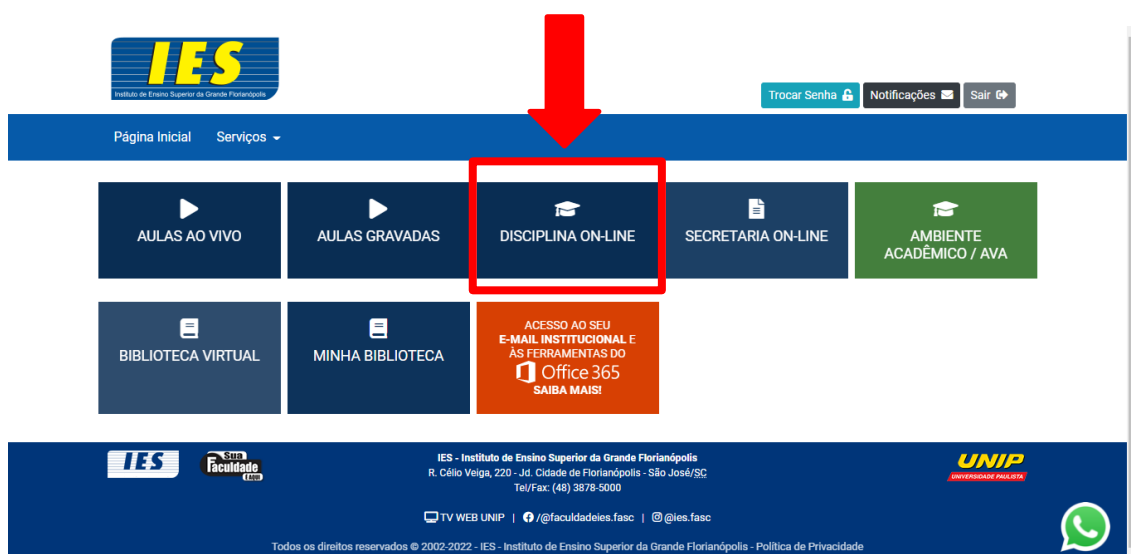 IES
Instituto de Ensino Superior da Grande Florianópolis
Trocar Senha
Notificações
Sair
Página Inicial
Serviços
AULAS AO VIVO
AULAS GRAVADAS
DISCIPLINA ON-LINE
SECRETARIA ON-LINE
AMBIENTE
ACADÊMICO / AVA
BIBLIOTECA VIRTUAL
MINHA BIBLIOTECA
ACESSO AO SEU
E-MAIL INSTITUCIONAL E
ÀS FERRAMENTAS DO
Office 365
SAIBA MAIS!
IES
Sua
Faculdade
É AQUI
IES - Instituto de Ensino Superior da Grande Florianópolis
R. Célio Veiga, 220 - Jd. Cidade de Florianópolis - São José/SC
Tel/Fax: (48) 3878-5000
UNIP
UNIVERSIDADE PAULISTA
TV WEB UNIP | /@faculdadeies.fasc | @ies.fasc
Todos os direitos reservados © 2002-2022 - IES - Instituto de Ensino Superior da Grande Florianópolis - Política de Privacidade